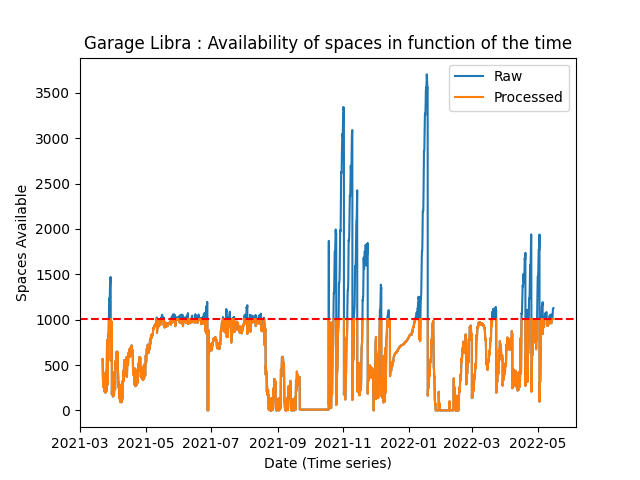 Garage Libra : Availability of spaces in function of the time
Raw
Processed
Spaces Available
3500
3000
2500
2000
1500
1000
500
0
2021-03 2021-05 2021-07 2021-09 2021-11 2022-01 2022-03 2022-05
Date (Time series)